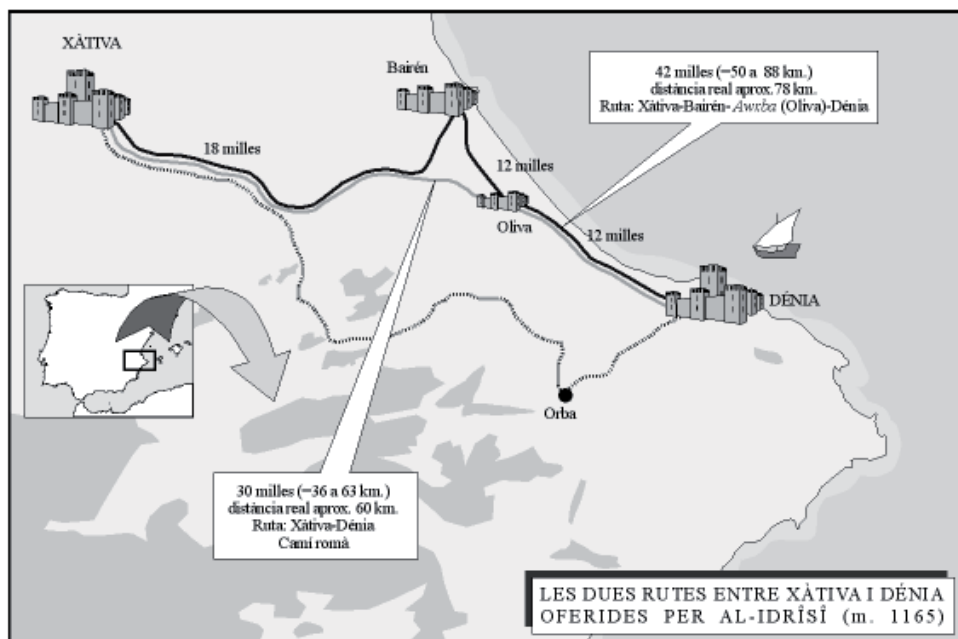 XÀTIVA
Bairén
42 milles (=50 a 88 km.)
distància real aprox.78 km.
Ruta: Xàtiva-Bairén- Awxba (Oliva)-Dénia
18 milles
12 milles
Oliva
12 milles
DÉNIA
Orba
30 milles (=36 a 63 km.)
distància real aprox. 60 km.
Ruta: Xàtiva-Dénia
Camí romà
LES DUES RUTES ENTRE XÀTIVA I DÉNIA
OFERIDES PER AL-IDRÎSÎ (m. 1165)